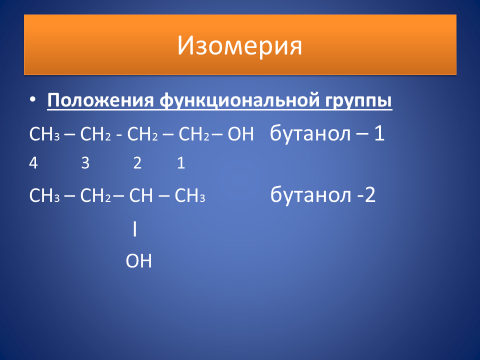 Изомерия
• Положения функциональной группы
CH₃ – CH₂ - CH₂ – CH₂ – OH бутанол – 1
4 3 2 1
CH₃ – CH₂ – CH – CH₃ бутанол -2
|
OH